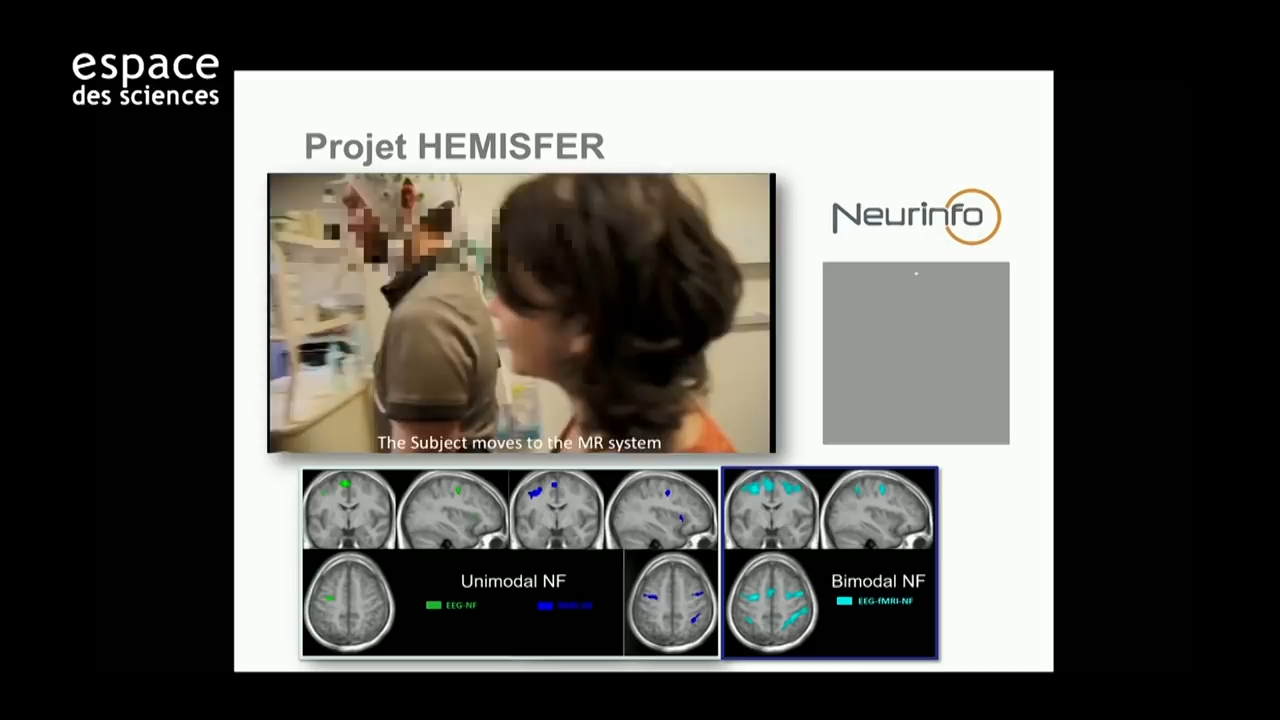 espace
des sciences
Projet HEMISFER
Neurinfo
The Subject moves to the MR system
Unimodal NF
EEG-NF
Bimodal NF
EEG-fMRI-NF